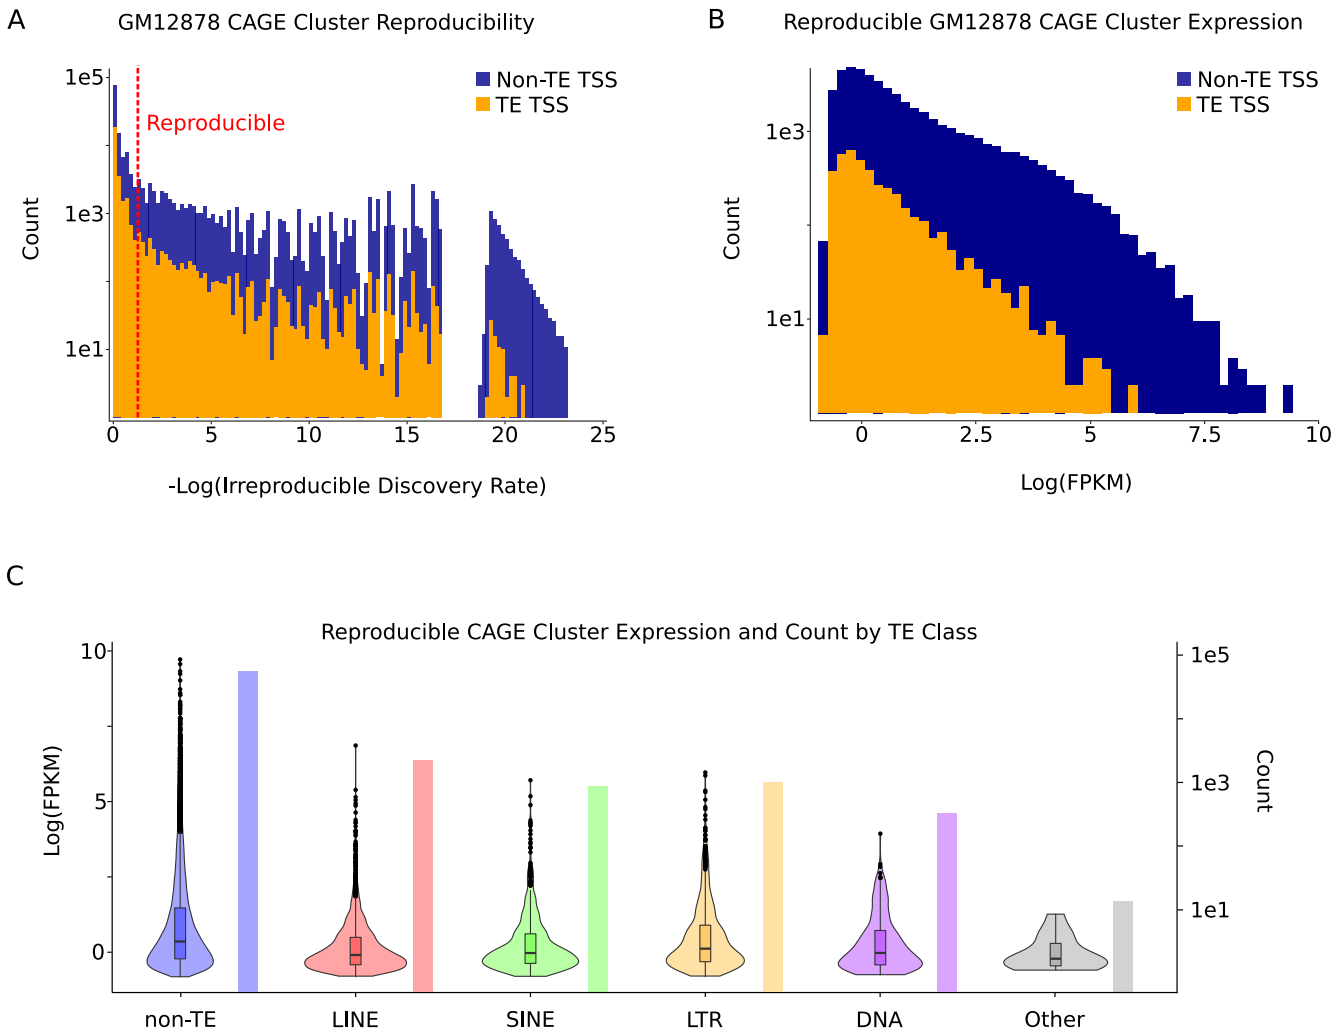 A
GM12878 CAGE Cluster Reproducibility
1e5
1e3
1e1
Count
Non-TE TSS
TE TSS
Reproducible
0 5 10 15 20 25
-Log(Irreproducible Discovery Rate)
B
Reproducible GM12878 CAGE Cluster Expression
1e3
1e1
Count
Non-TE TSS
TE TSS
0 2.5 5 7.5 10
Log(FPKM)
C
Reproducible CAGE Cluster Expression and Count by TE Class
10
5
0
Log(FPKM)
1e5
1e3
1e1
Count
non-TE LINE SINE LTR DNA Other